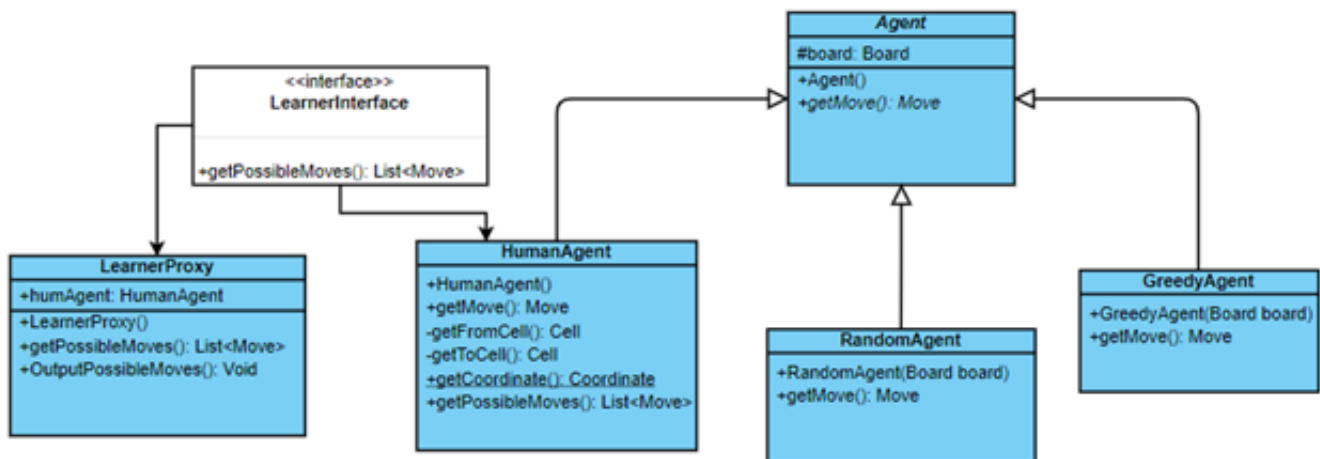 Agent
#board: Board
+Agent()
+getMove(): Move
<<interface>>
LearnerInterface
+getPossibleMoves(): List<Move>
LearnerProxy
+humAgent: HumanAgent
+LearnerProxy()
+getPossibleMoves(): List<Move>
+OutputPossibleMoves(): Void
HumanAgent
+HumanAgent()
+getMove(): Move
-getFromCell(): Cell
-getToCell(): Cell
+getCoordinate(): Coordinate
+getPossibleMoves(): List<Move>
RandomAgent
+RandomAgent(Board board)
+getMove(): Move
GreedyAgent
+GreedyAgent(Board board)
+getMove(): Move